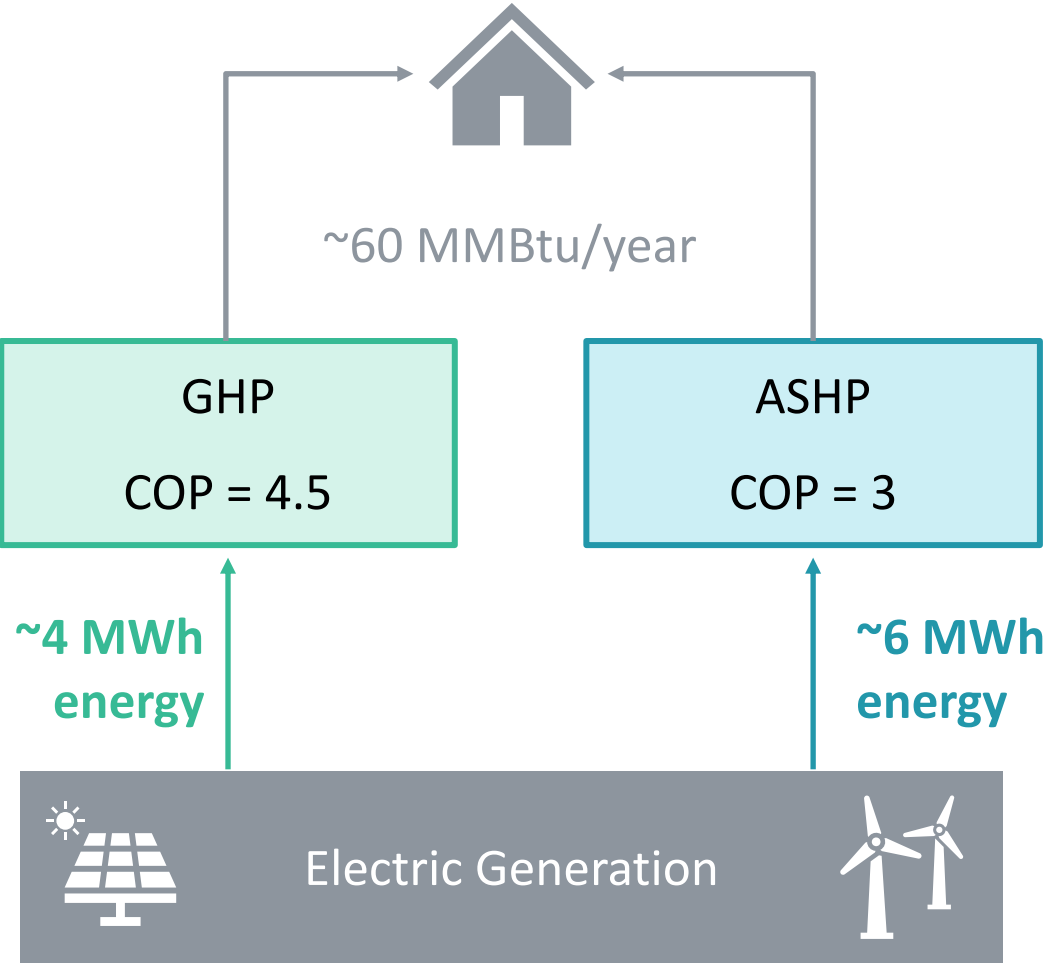 ~60 MMBtu/year
GHP
COP = 4.5
ASHP
COP = 3
~4 MWh
energy
~6 MWh
energy
Electric Generation